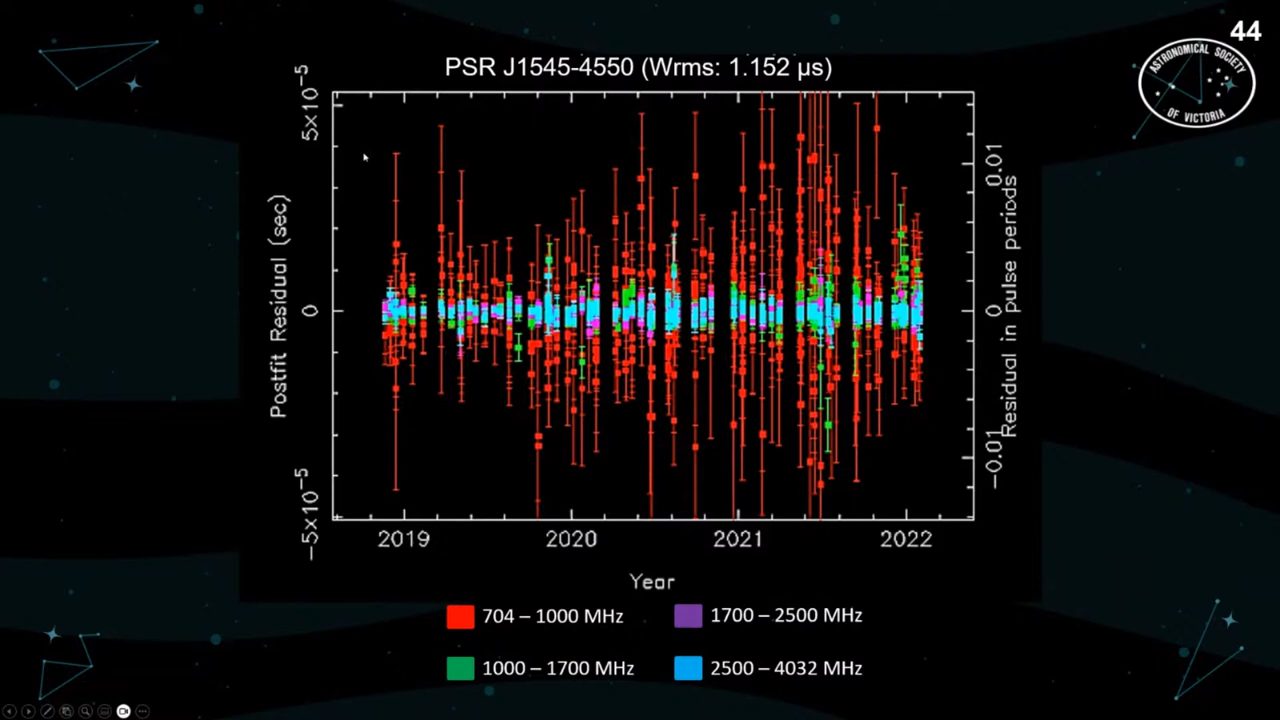 44
ASTRONOMICAL SOCIETY
OF VICTORIA
PSR J1545-4550 (Wrms: 1.152 μs)
5×10⁻⁵
0
−5×10⁻⁵
Postfit Residual (sec)
0.01
0
−0.01
Residual in pulse periods
2019 2020 2021 2022
Year
704 – 1000 MHz
1700 – 2500 MHz
1000 – 1700 MHz
2500 – 4032 MHz